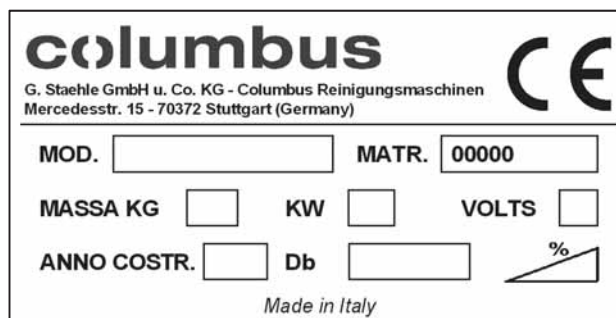 columbus
CE
G. Staehle GmbH u. Co. KG - Columbus Reinigungsmaschinen
Mercedesstr. 15 - 70372 Stuttgart (Germany)
MOD. MATR. 00000
MASSA KG KW VOLTS
ANNO COSTR. Db %
Made in Italy